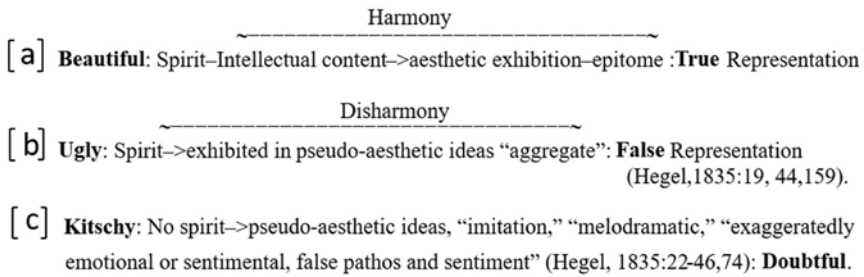 Harmony
[a] Beautiful: Spirit–Intellectual content–>aesthetic exhibition–epitome :True Representation
Disharmony
[b] Ugly: Spirit–>exhibited in pseudo-aesthetic ideas “aggregate”: False Representation
(Hegel,1835:19, 44,159).
[c] Kitschy: No spirit–>pseudo-aesthetic ideas, “imitation,” “melodramatic,” “exaggeratedly
emotional or sentimental, false pathos and sentiment” (Hegel, 1835:22-46,74): Doubtful.